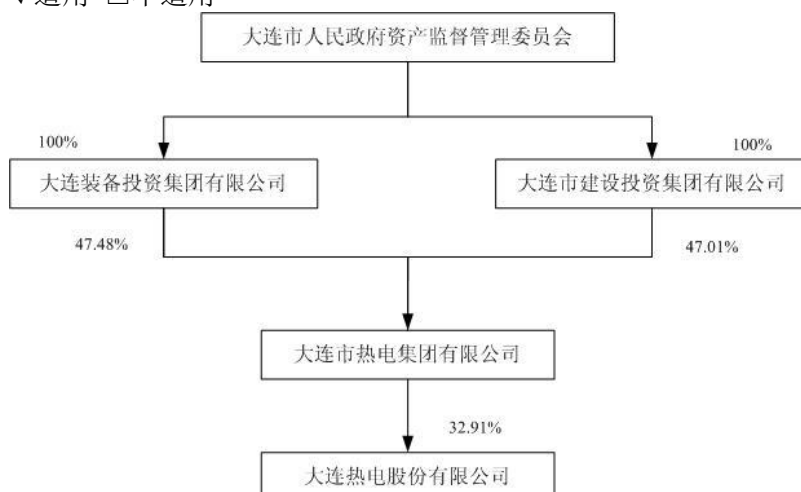 大连市人民政府资产监督管理委员会
100%
100%
大连装备投资集团有限公司
大连市建设投资集团有限公司
47.48%
47.01%
大连市热电集团有限公司
32.91%
大连热电股份有限公司